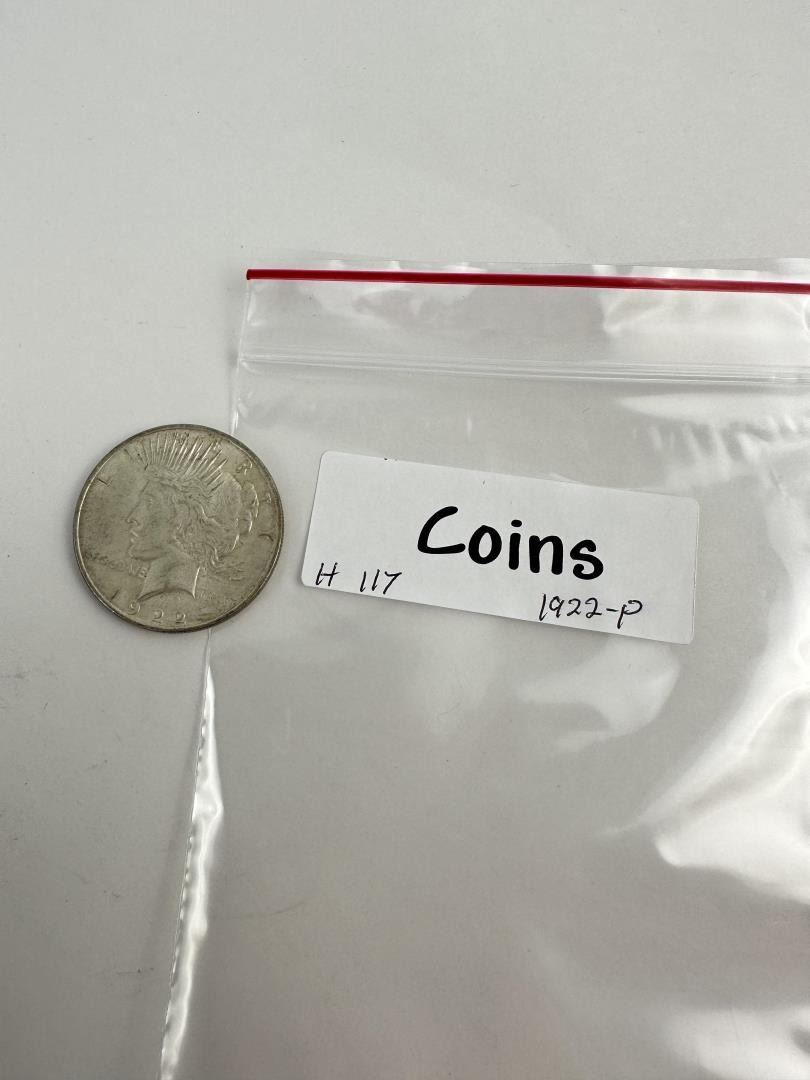 LIBERTY
1922
Coins
H 117
1922-P